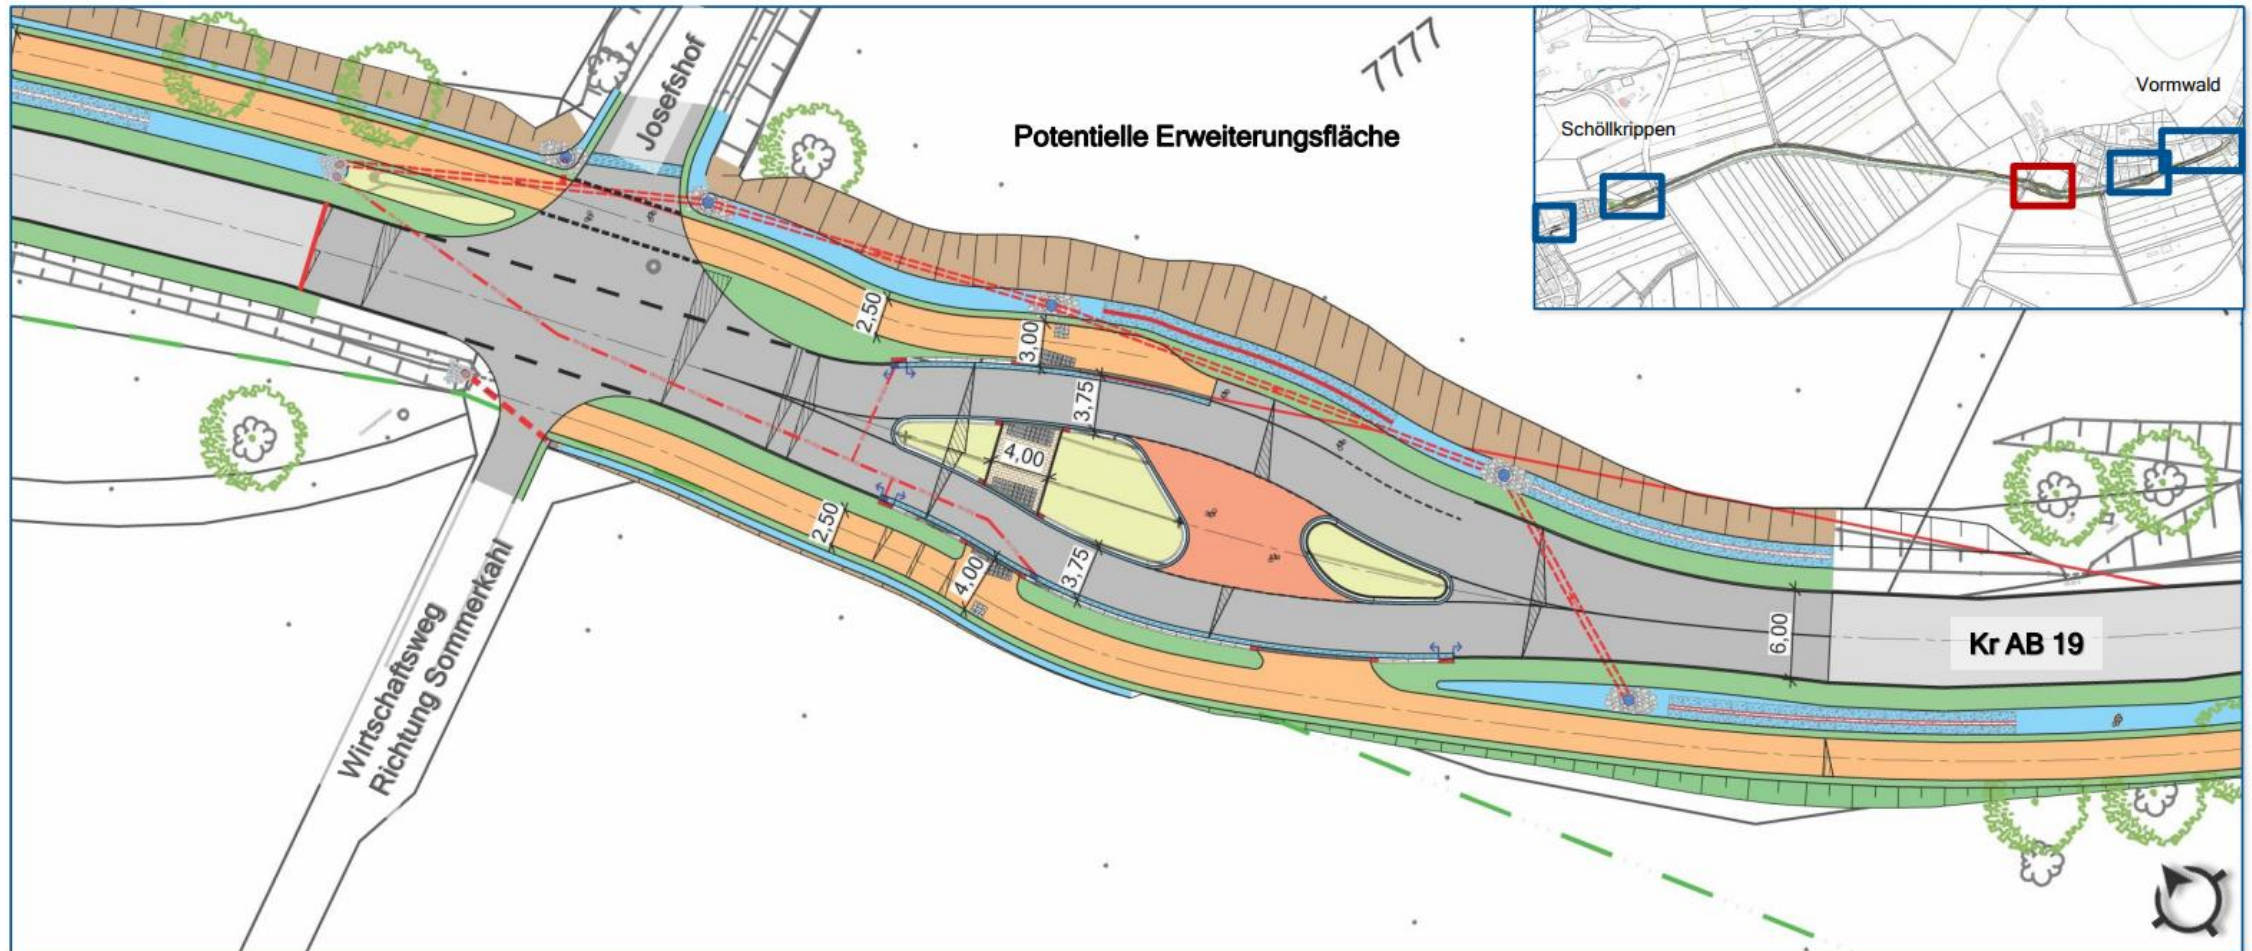 Josefshof
7777
Potentielle Erweiterungsfläche
Schöllkrippen
Vormwald
2,50
3,00
3,75
4,00
2,50
4,00
3,75
6,00
Kr AB 19
Wirtschaftsweg
Richtung Sommerkahl